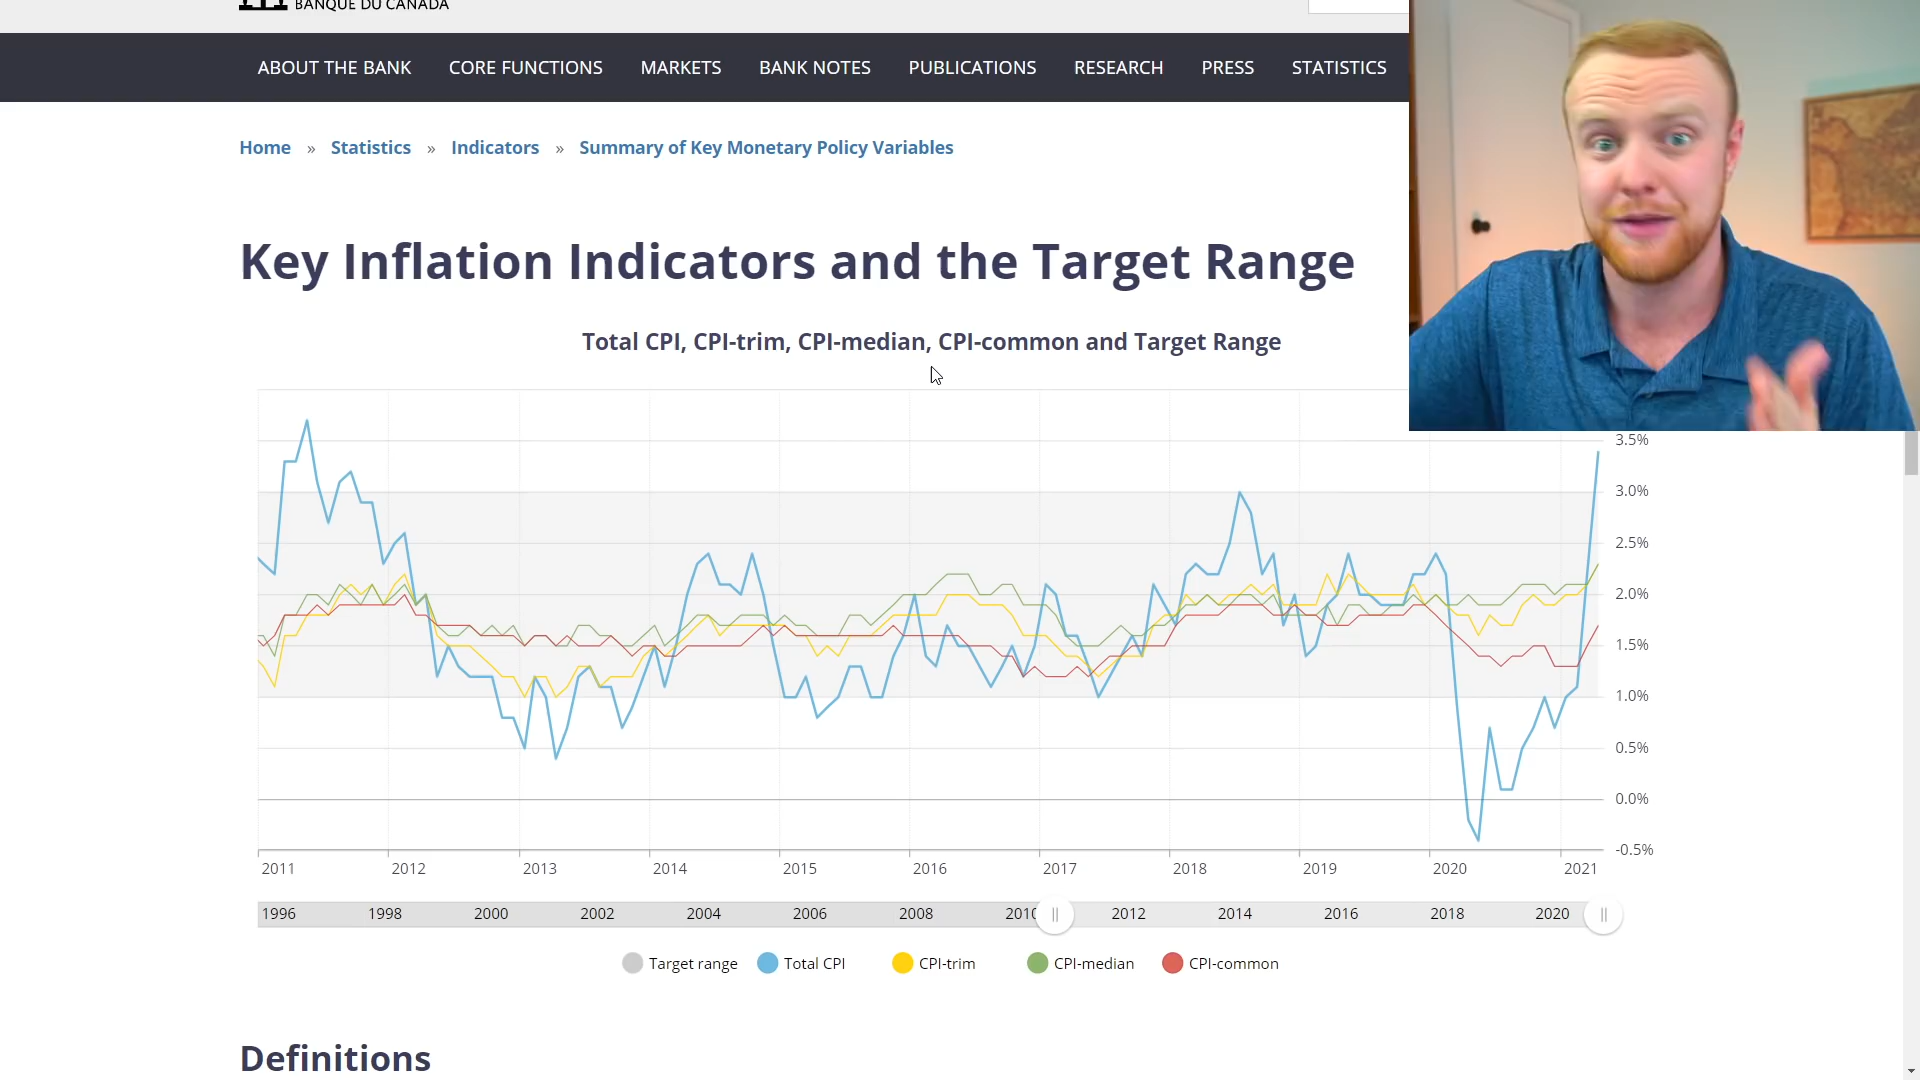 BANQUE DU CANADA
ABOUT THE BANK CORE FUNCTIONS MARKETS BANK NOTES PUBLICATIONS RESEARCH PRESS STATISTICS
Home » Statistics » Indicators » Summary of Key Monetary Policy Variables
Key Inflation Indicators and the Target Range
Total CPI, CPI-trim, CPI-median, CPI-common and Target Range
3.5%
3.0%
2.5%
2.0%
1.5%
1.0%
0.5%
0.0%
-0.5%
2011 2012 2013 2014 2015 2016 2017 2018 2019 2020 2021
1996 1998 2000 2002 2004 2006 2008 2010 2012 2014 2016 2018 2020
Target range Total CPI CPI-trim CPI-median CPI-common
Definitions